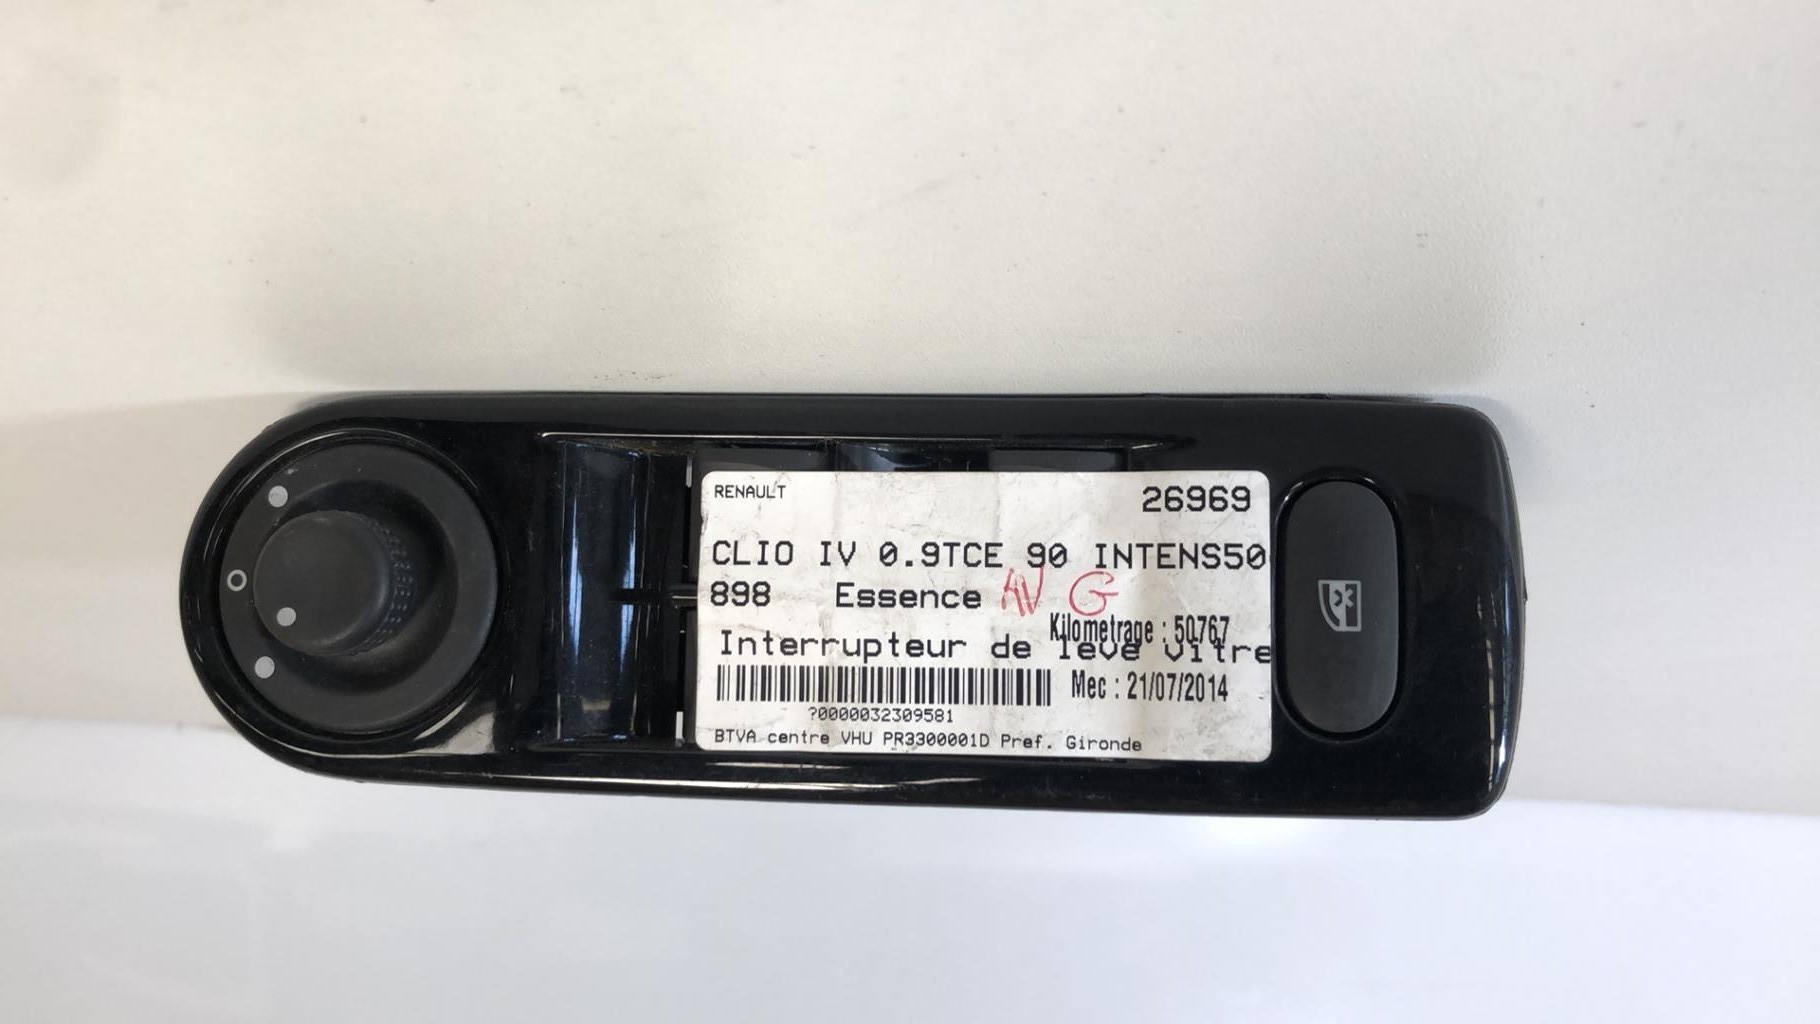 RENAULT 26969
CLIO IV 0.9TCE 90 INTENS50
898 Essence AV G
Kilometrage : 50767
Interrupteur de leve vitre
Mec : 21/07/2014
?0000032309581
BTVA centre VHU PR3300001D Pref. Gironde